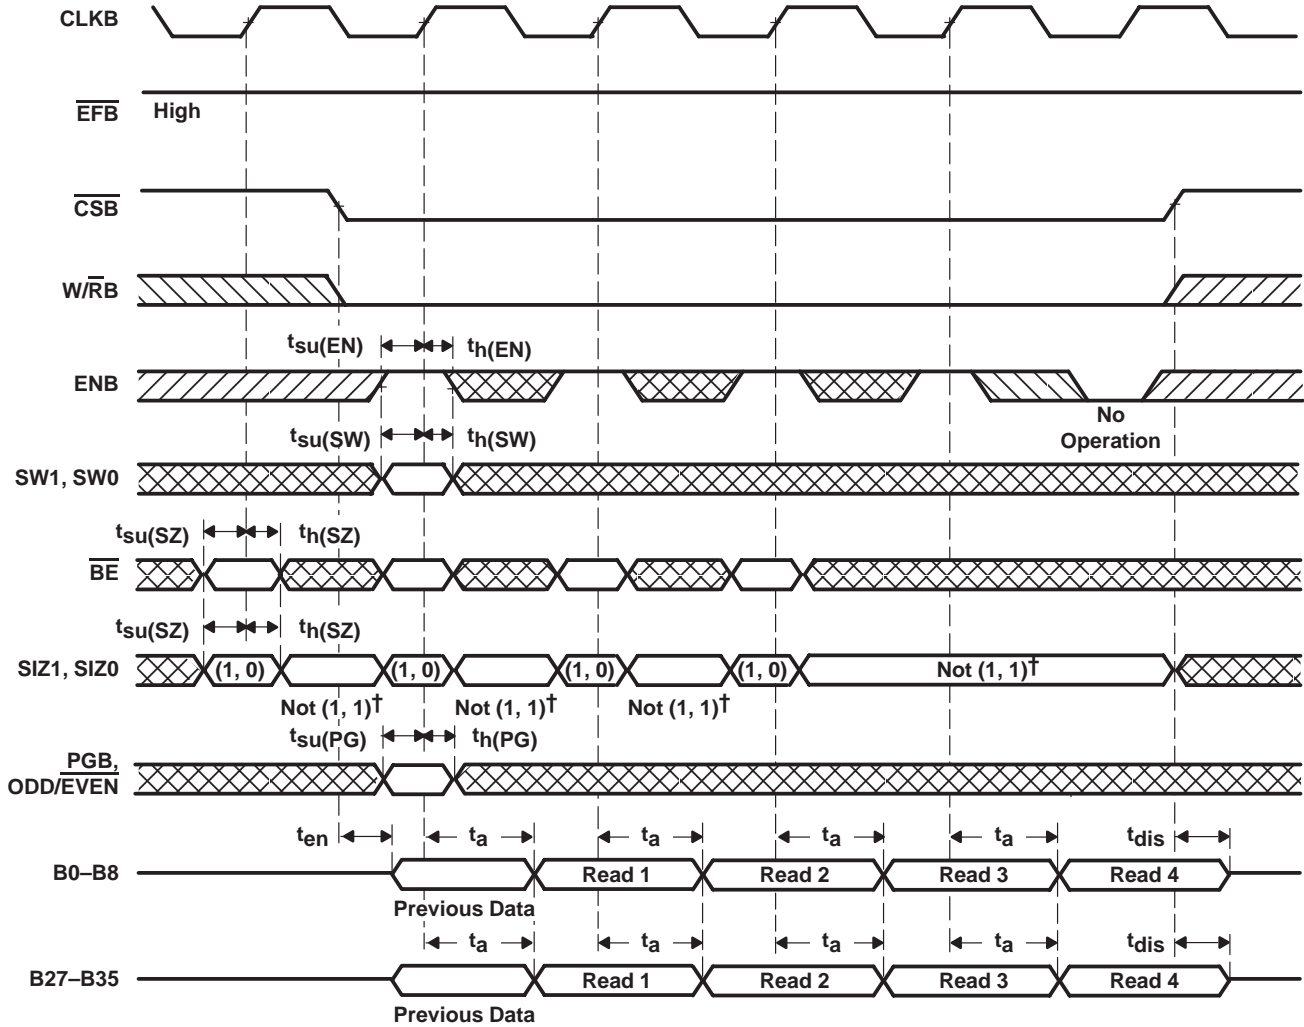 CLKB
EFB
High
CSB
W/RB
tsu(EN)
th(EN)
ENB
No
Operation
tsu(SW)
th(SW)
SW1, SW0
tsu(SZ)
th(SZ)
BE
tsu(SZ)
th(SZ)
SIZ1, SIZ0
(1, 0)
(1, 0)
(1, 0)
(1, 0)
Not (1, 1)†
Not (1, 1)†
Not (1, 1)†
Not (1, 1)†
tsu(PG)
th(PG)
PGB,
ODD/EVEN
ten
ta
ta
ta
ta
tdis
B0–B8
Read 1
Read 2
Read 3
Read 4
Previous Data
ta
ta
ta
ta
tdis
B27–B35
Read 1
Read 2
Read 3
Read 4
Previous Data